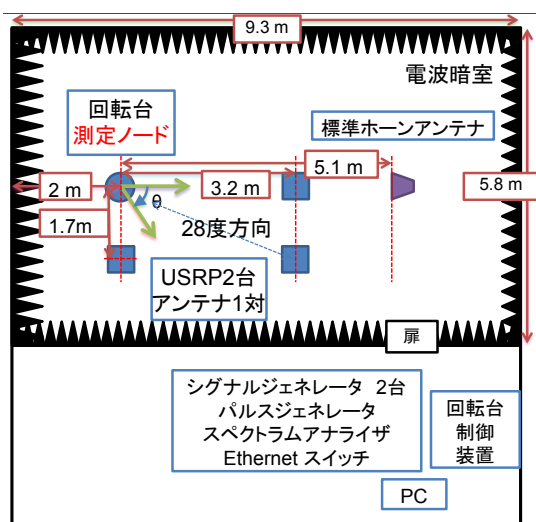 9.3 m
電波暗室
回転台
測定ノード
標準ホーンアンテナ
5.1 m
2 m
3.2 m
5.8 m
θ
1.7m
28度方向
USRP2台
アンテナ1対
扉
シグナルジェネレータ 2台
パルスジェネレータ
スペクトラムアナライザ
Ethernet スイッチ
回転台
制御
装置
PC